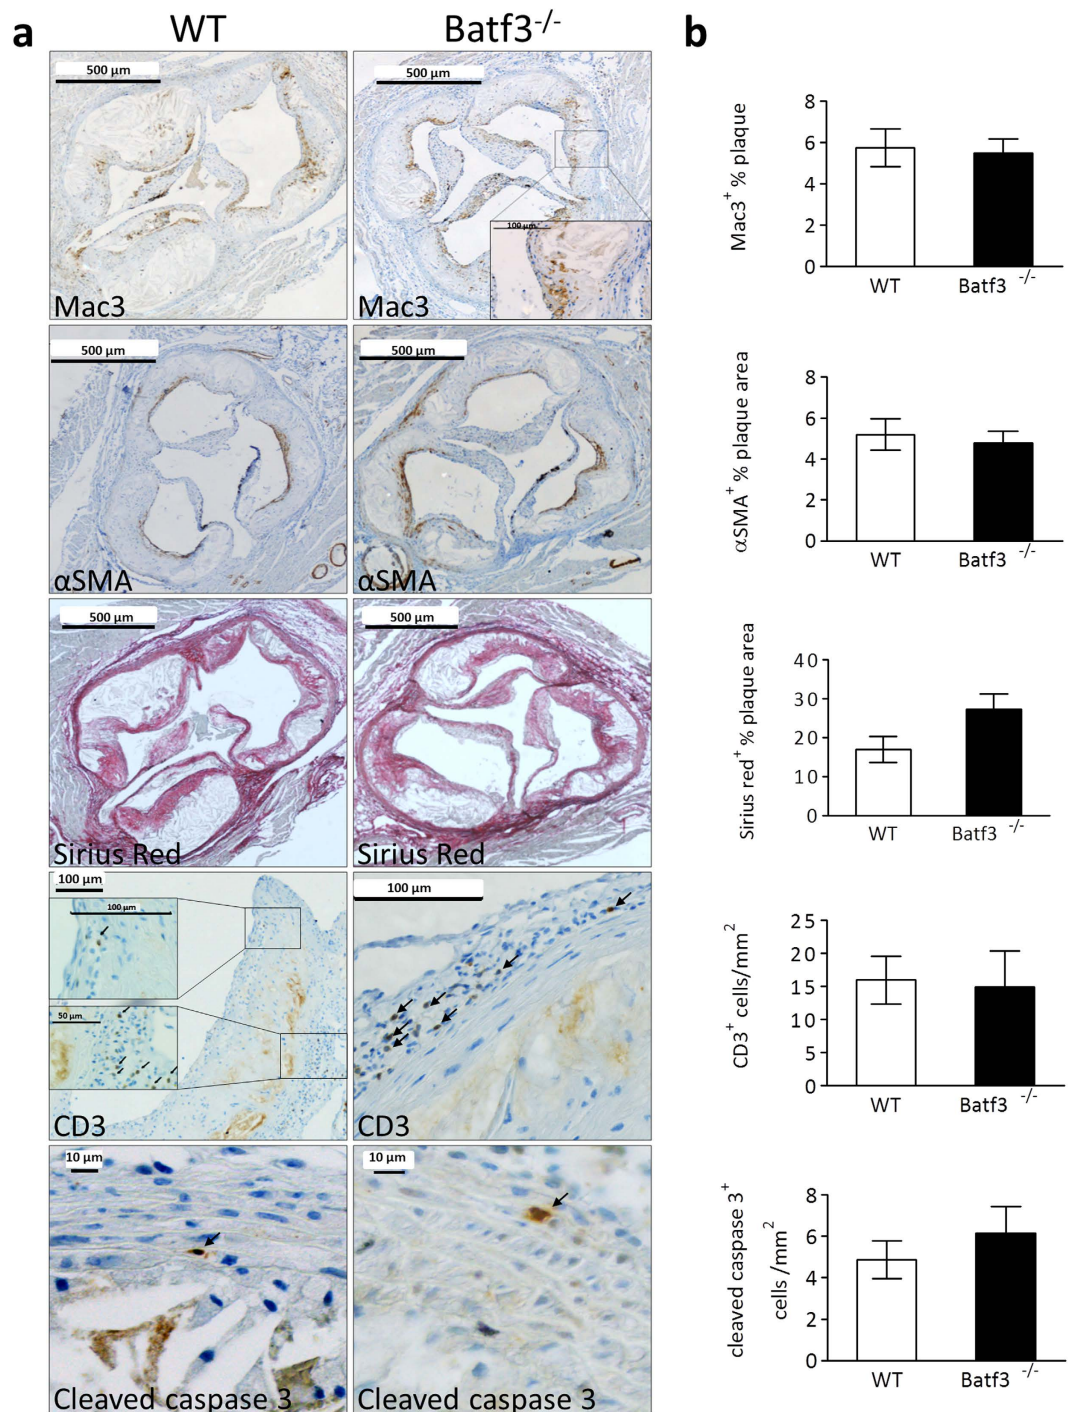 a
WT
Batf3-/-
b
500 µm
Mac3
500 µm
100 µm
Mac3
500 µm
αSMA
500 µm
αSMA
500 µm
Sirius Red
500 µm
Sirius Red
100 µm
100 µm
50 µm
CD3
100 µm
CD3
10 µm
Cleaved caspase 3
10 µm
Cleaved caspase 3
Mac3+ % plaque
8
6
4
2
0
WT
Batf3 -/-
αSMA+ % plaque area
8
6
4
2
0
WT
Batf3 -/-
Sirius red+ % plaque area
40
30
20
10
0
WT
Batf3 -/-
CD3+ cells/mm2
25
20
15
10
5
0
WT
Batf3 -/-
cleaved caspase 3+
cells /mm2
8
6
4
2
0
WT
Batf3 -/-